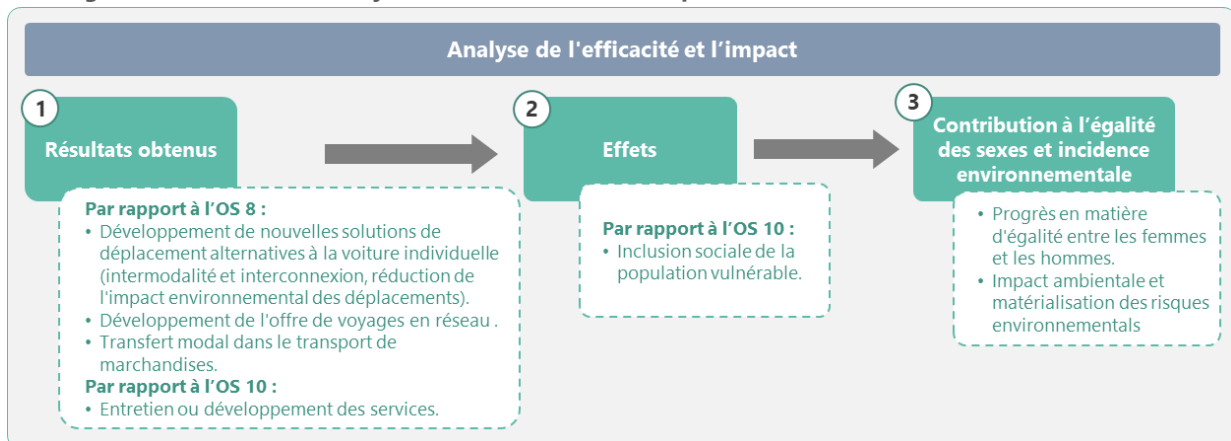 Analyse de l'efficacité et l’impact
1
Résultats obtenus
Par rapport à l’OS 8 :
• Développement de nouvelles solutions de
déplacement alternatives à la voiture individuelle
(intermodalité et interconnexion, réduction de
l'impact environnemental des déplacements).
• Développement de l'offre de voyages en réseau .
• Transfert modal dans le transport de
marchandises.
Par rapport à l’OS 10 :
• Entretien ou développement des services.
2
Effets
Par rapport à l’OS 10 :
• Inclusion sociale de la
population vulnérable.
3
Contribution à l’égalité
des sexes et incidence
environnementale
• Progrès en matière
d'égalité entre les femmes
et les hommes.
• Impact ambientale et
matérialisation des risques
environnementals